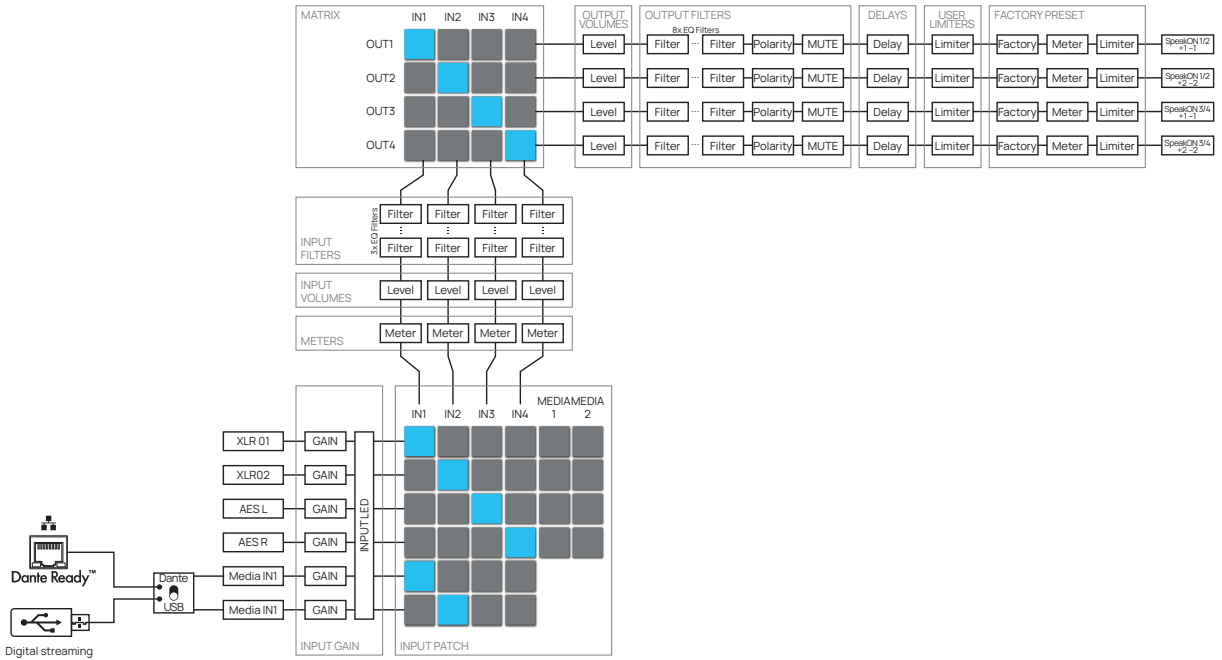 MATRIX
IN1 IN2 IN3 IN4
OUTPUT
VOLUMES
OUTPUT FILTERS
8x EQ Filters
DELAYS
USER
LIMITERS
FACTORY PRESET
OUT1
Level Filter ... Filter Polarity MUTE Delay Limiter Factory Meter Limiter
SpeakON 1/2
+1 -1
OUT2
Level Filter ... Filter Polarity MUTE Delay Limiter Factory Meter Limiter
SpeakON 1/2
+2 -2
OUT3
Level Filter ... Filter Polarity MUTE Delay Limiter Factory Meter Limiter
SpeakON 3/4
+1 -1
OUT4
Level Filter ... Filter Polarity MUTE Delay Limiter Factory Meter Limiter
SpeakON 3/4
+2 -2
INPUT
FILTERS
3x EQ Filters
Filter Filter Filter Filter
Filter Filter Filter Filter
INPUT
VOLUMES
Level Level Level Level
METERS
Meter Meter Meter Meter
IN1 IN2 IN3 IN4
MEDIA MEDIA
1 2
XLR 01 GAIN
XLR02 GAIN
AES L GAIN
AES R GAIN
Media IN1 GAIN
Media IN1 GAIN
INPUT LED
INPUT GAIN
INPUT PATCH
Dante Ready™
Dante
USB
Digital streaming